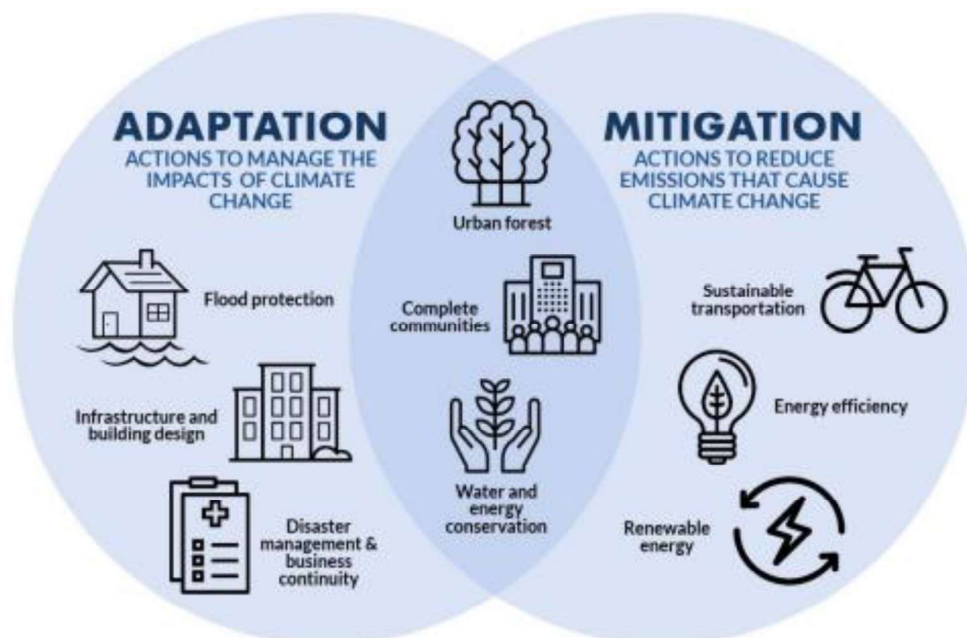 ADAPTATION
ACTIONS TO MANAGE THE
IMPACTS OF CLIMATE
CHANGE
Flood protection
Infrastructure and
building design
Disaster
management &
business
continuity
Urban forest
Complete
communities
Water and
energy
conservation
MITIGATION
ACTIONS TO REDUCE
EMISSIONS THAT CAUSE
CLIMATE CHANGE
Sustainable
transportation
Energy efficiency
Renewable
energy